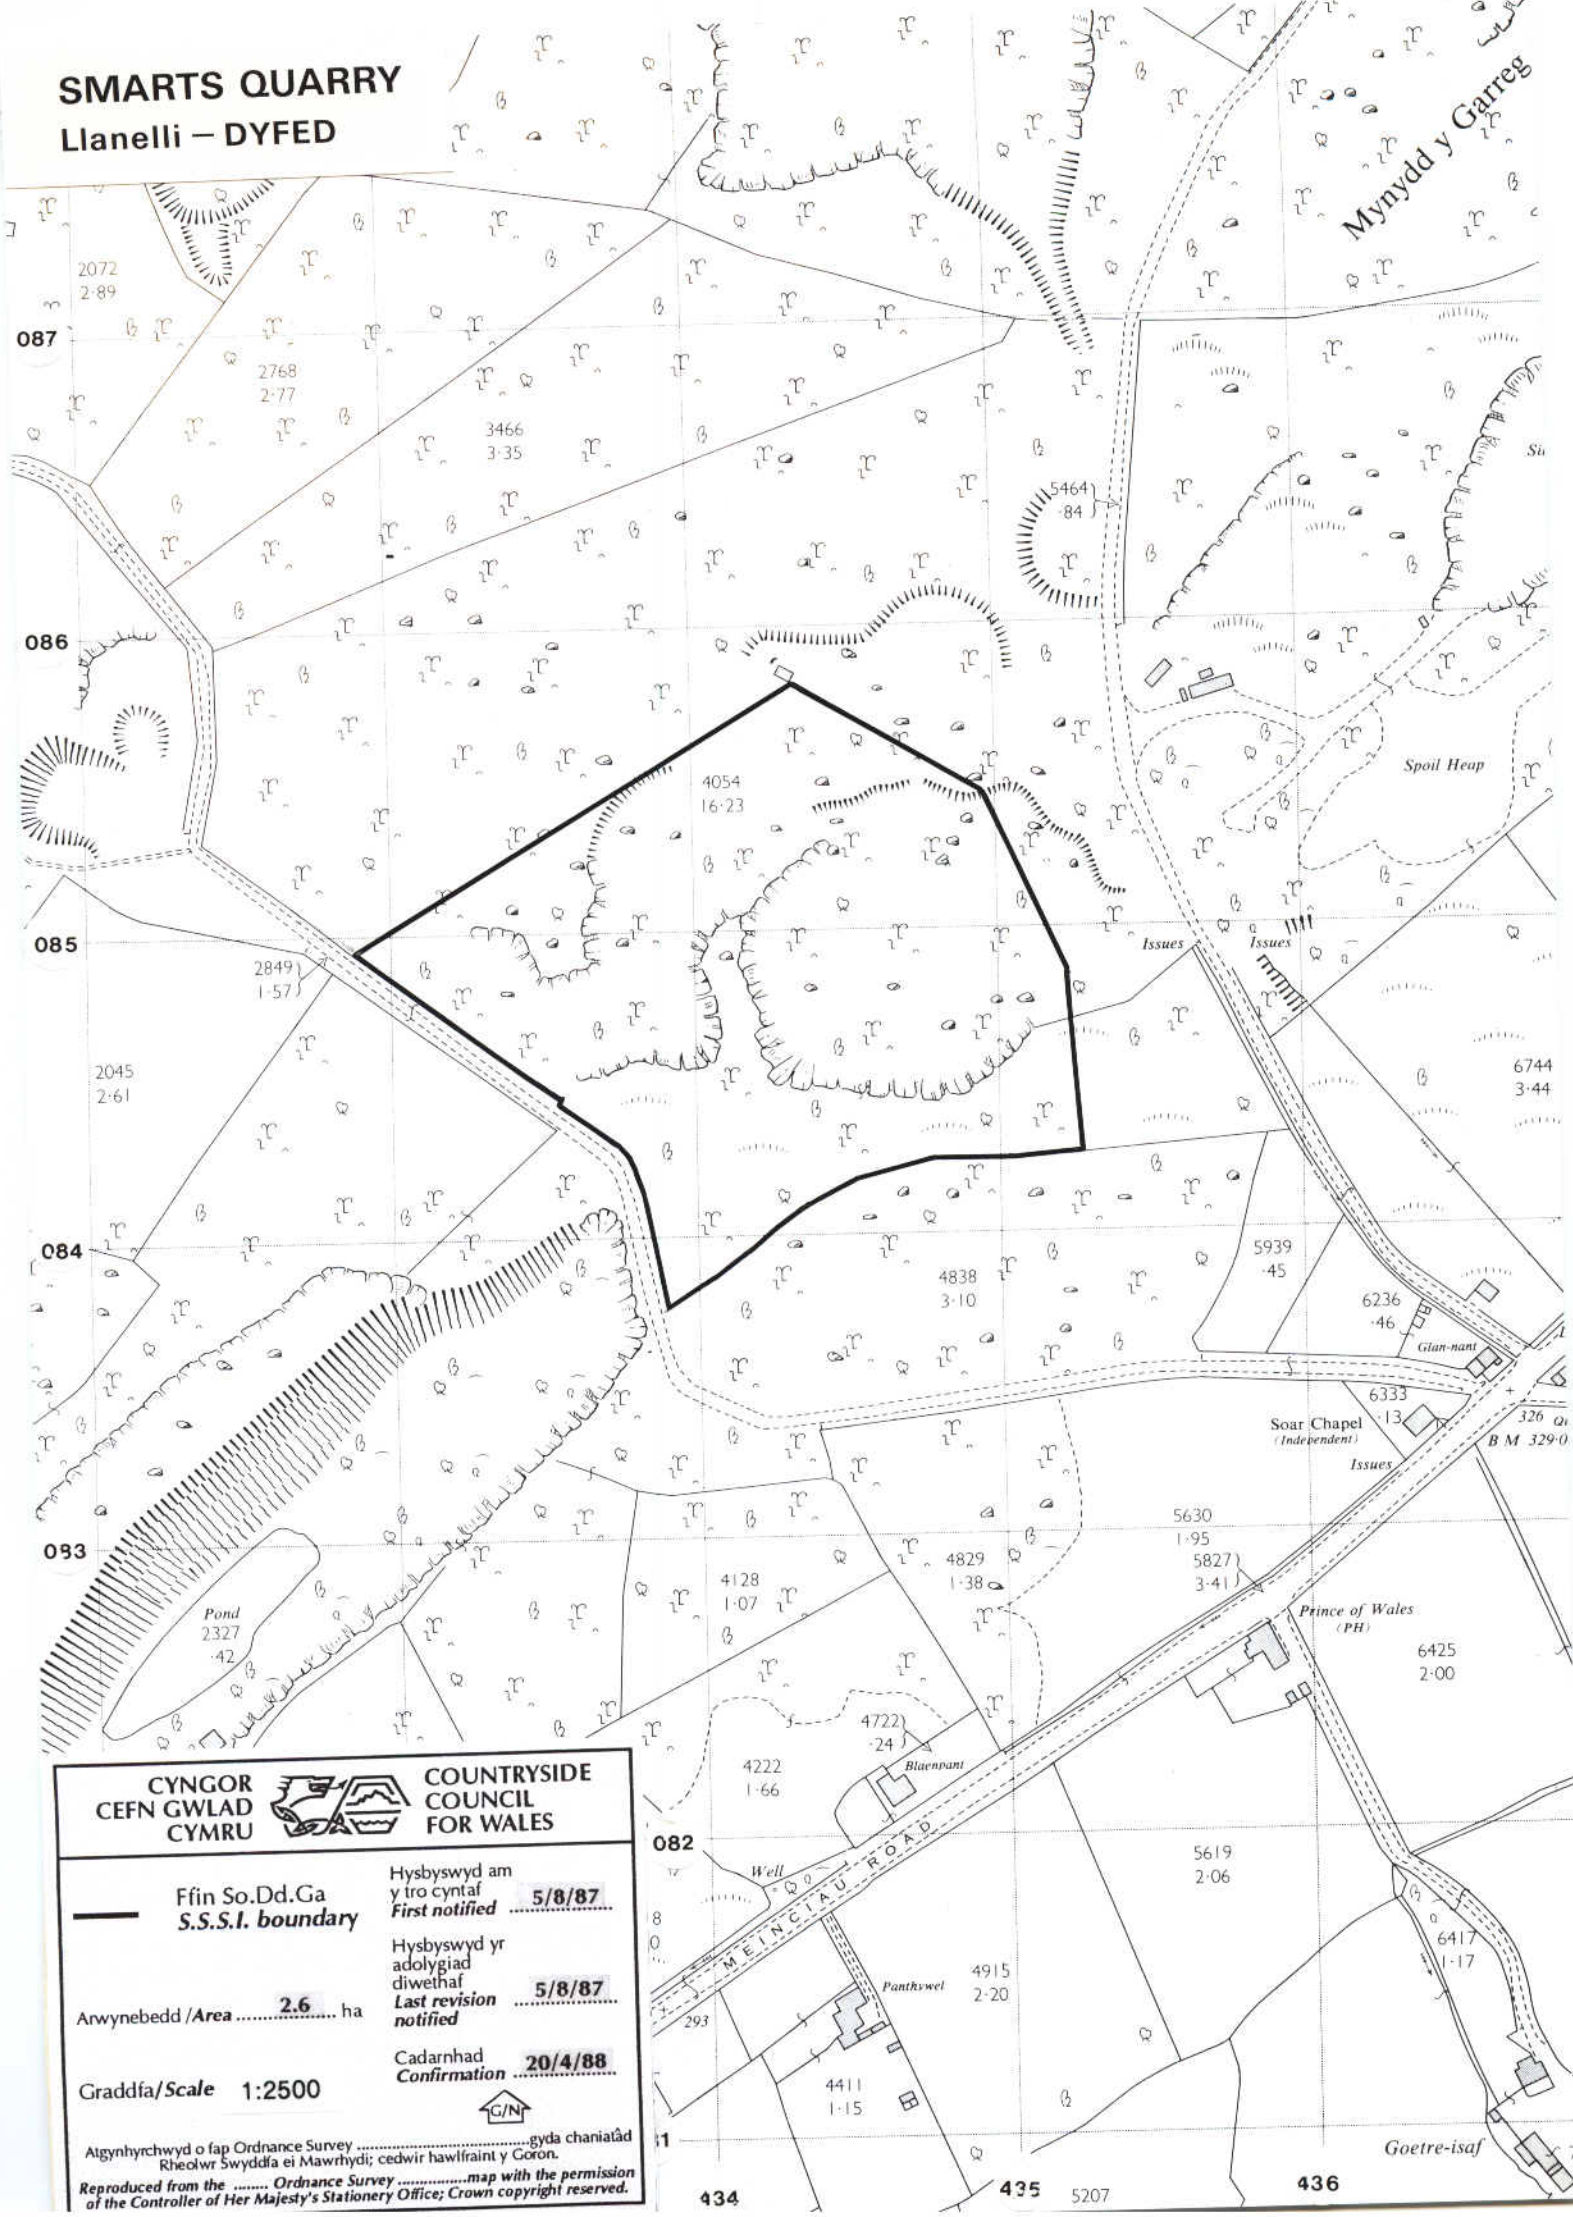 SMARTS QUARRY
Llanelli – DYFED
Mynydd y Garreg
2072
2·89
087
2768
2·77
3466
3·35
5464
·84
086
Spoil Heap
4054
16·23
085
Issues
Issues
2849
1·57
2045
2·61
6744
3·44
084
5939
·45
4838
3·10
6236
·46
Glan-nant
6333
·13
Soar Chapel
(Independent)
326
B M 329·0
Issues
083
5630
1·95
4829
1·38
5827
3·41
4128
1·07
Pond
2327
·42
Prince of Wales
(PH)
6425
2·00
4722
·24
4222
1·66
Blaenpant
082
5619
2·06
Well
MEINCIAU ROAD
6417
1·17
4915
2·20
Panthywel
293
4411
1·15
Goetre-isaf
434
435
5207
436
CYNGOR
CEFN GWLAD
CYMRU
COUNTRYSIDE
COUNCIL
FOR WALES
Ffin So.Dd.Ga
S.S.S.I. boundary
Hysbyswyd am
y tro cyntaf
First notified 5/8/87
Hysbyswyd yr
adolygiad
diwethaf
Last revision 5/8/87
notified
Arwynebedd /Area 2.6 ha
Cadarnhad
Confirmation 20/4/88
Graddfa/Scale 1:2500
G/N
Atgynhyrchwyd o fap Ordnance Survey ........ gyda chaniatâd
Rheolwr Swyddfa ei Mawrhydi; cedwir hawlfraint y Goron.
Reproduced from the ........ Ordnance Survey ........ map with the permission
of the Controller of Her Majesty's Stationery Office; Crown copyright reserved.